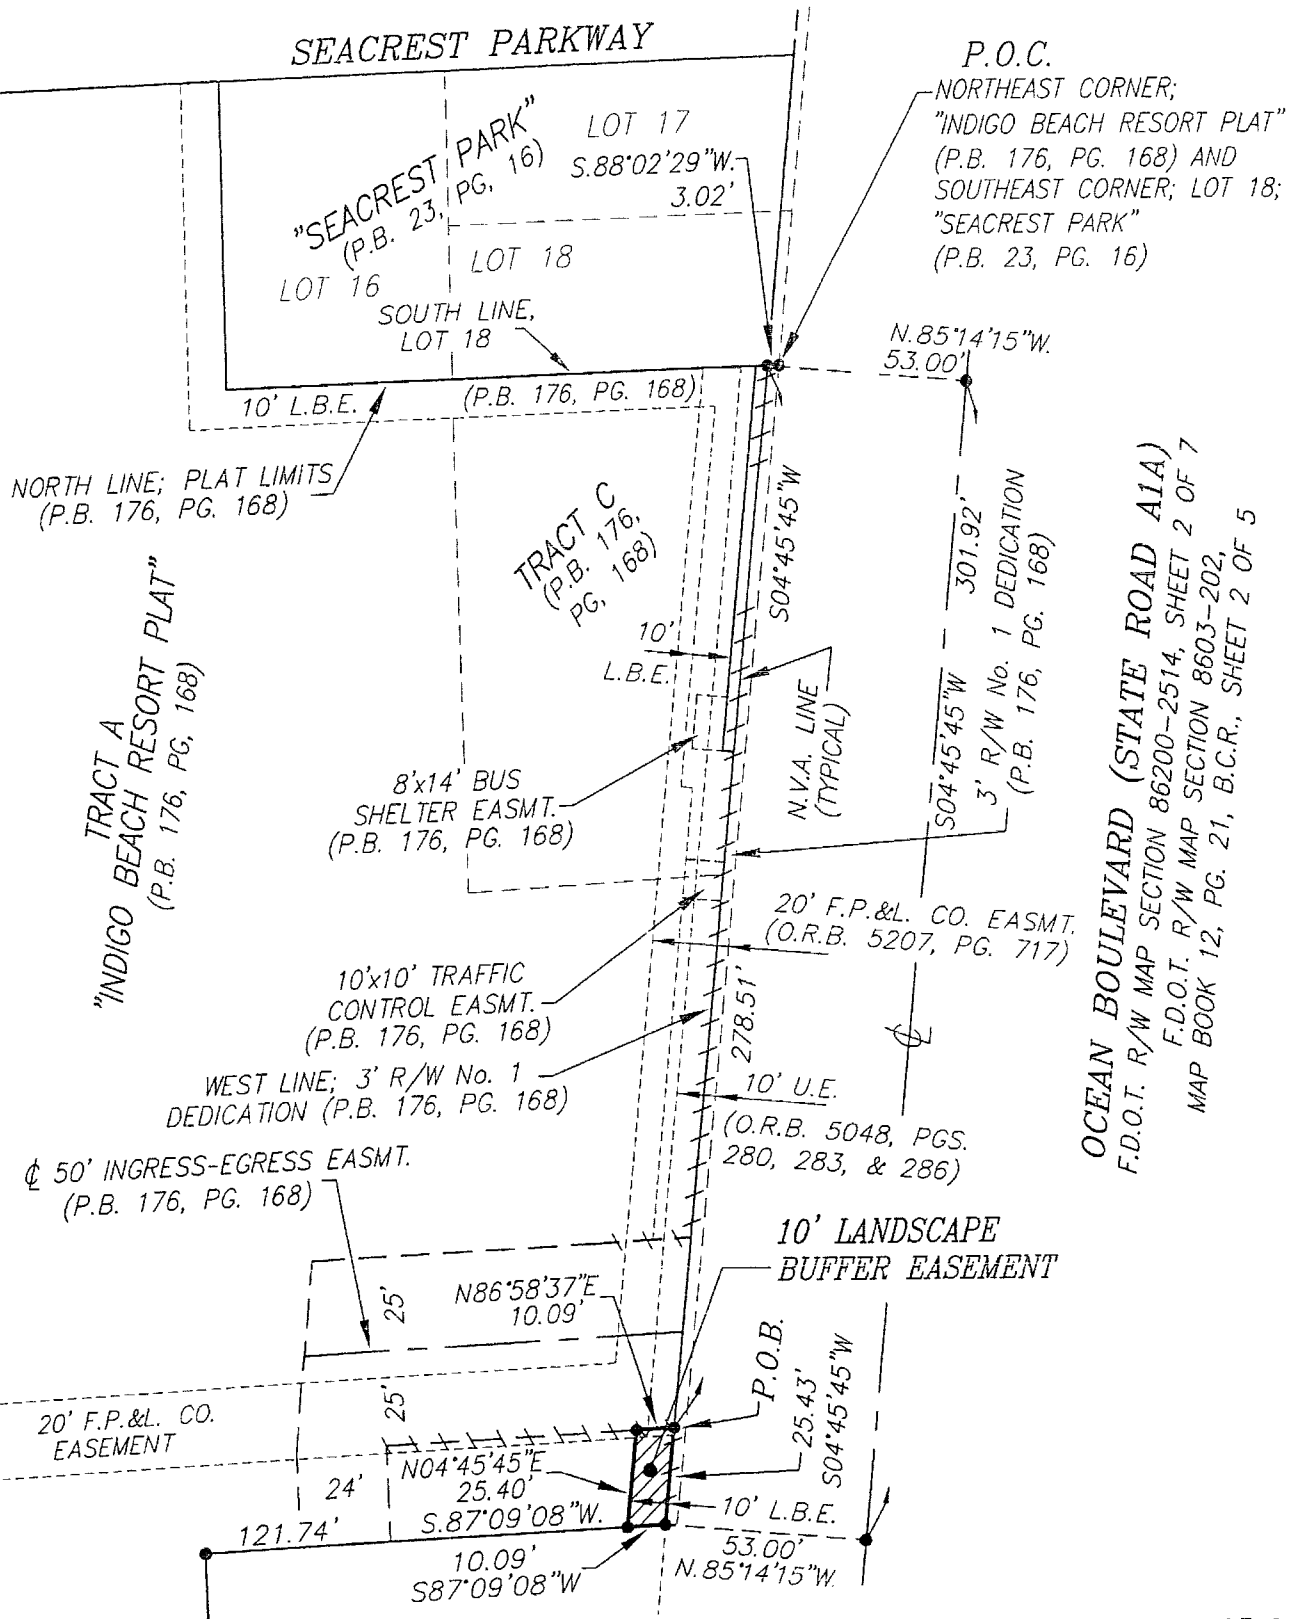 SEACREST PARKWAY
P.O.C.
NORTHEAST CORNER;
"INDIGO BEACH RESORT PLAT"
(P.B. 176, PG. 168) AND
SOUTHEAST CORNER; LOT 18;
"SEACREST PARK"
(P.B. 23, PG. 16)
"SEACREST PARK"
(P.B. 23, PG, 16)
LOT 17
S.88°02'29"W.
3.02'
LOT 18
LOT 16
SOUTH LINE,
LOT 18
N.85°14'15"W.
53.00'
10' L.B.E.
(P.B. 176, PG. 168)
NORTH LINE; PLAT LIMITS
(P.B. 176, PG. 168)
TRACT C
(P.B. 176,
PG, 168)
S04°45'45"W
S04°45'45"W 301.92'
3' R/W No. 1 DEDICATION
(P.B. 176, PG. 168)
OCEAN BOULEVARD (STATE ROAD A1A)
F.D.O.T. R/W MAP SECTION 86200-2514, SHEET 2 OF 7
F.D.O.T. R/W MAP SECTION 8603-202,
MAP BOOK 12, PG. 21, B.C.R., SHEET 2 OF 5
TRACT A
"INDIGO BEACH RESORT PLAT"
(P.B. 176, PG, 168)
10'
L.B.E.
N.V.A. LINE
(TYPICAL)
8'x14' BUS
SHELTER EASMT.
(P.B. 176, PG. 168)
20' F.P.&L. CO. EASMT.
(O.R.B. 5207, PG. 717)
10'x10' TRAFFIC
CONTROL EASMT.
(P.B. 176, PG. 168)
278.51'
WEST LINE; 3' R/W No. 1
DEDICATION (P.B. 176, PG. 168)
10' U.E.
(O.R.B. 5048, PGS.
280, 283, & 286)
℄ 50' INGRESS-EGRESS EASMT.
(P.B. 176, PG. 168)
℄
10' LANDSCAPE
BUFFER EASEMENT
25'
N86°58'37"E
10.09'
P.O.B.
25.43'
S04°45'45"W
25'
20' F.P.&L. CO.
EASEMENT
24'
N04°45'45"E
25.40'
S.87°09'08"W.
121.74'
10' L.B.E.
53.00'
N.85°14'15"W.
10.09'
S87°09'08"W